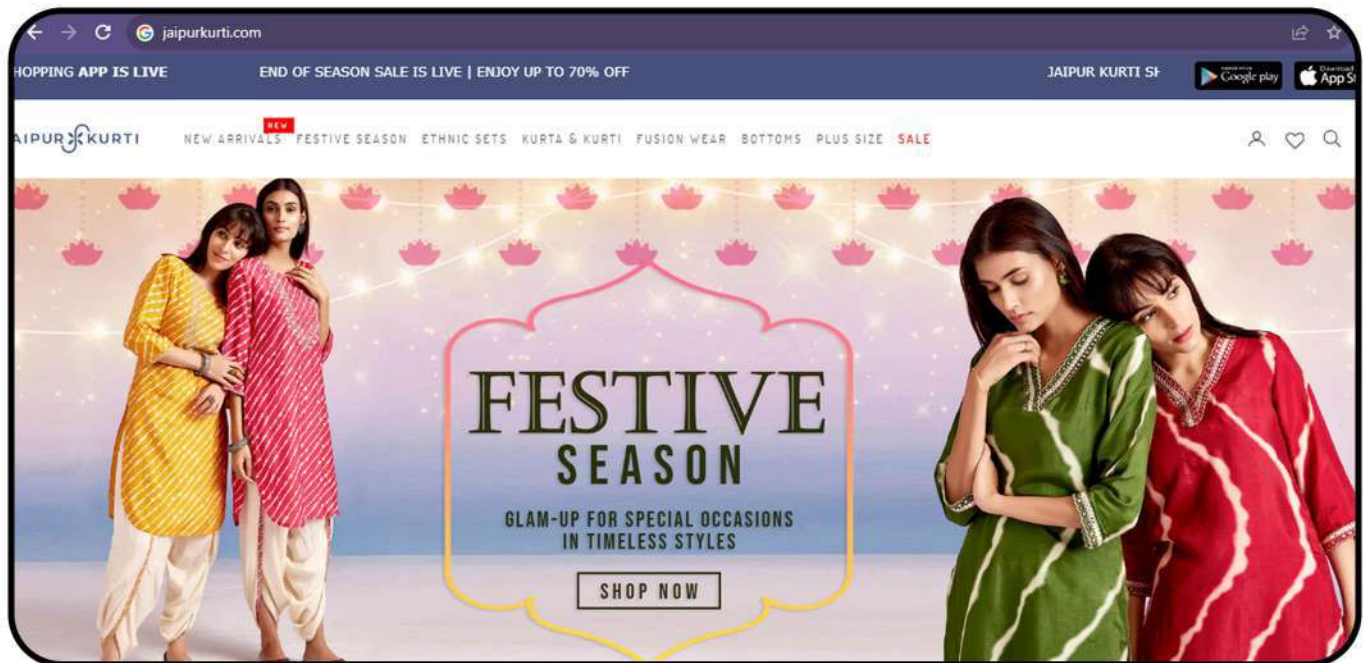 jaipurkurti.com
HOPPING APP IS LIVE END OF SEASON SALE IS LIVE | ENJOY UP TO 70% OFF JAIPUR KURTI SH
Google play
Download
App S
AIPUR KURTI
NEW
NEW ARRIVALS FESTIVE SEASON ETHNIC SETS KURTA & KURTI FUSION WEAR BOTTOMS PLUS SIZE SALE
FESTIVE
SEASON
GLAM-UP FOR SPECIAL OCCASIONS
IN TIMELESS STYLES
SHOP NOW